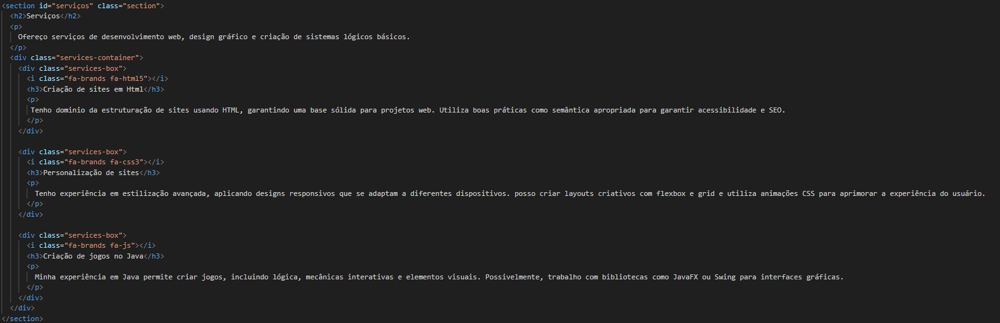 <section id="serviços" class="section">
<h2>Serviços</h2>
<p>
Ofereço serviços de desenvolvimento web, design gráfico e criação de sistemas lógicos básicos.
</p>
<div class="services-container">
<div class="services-box">
<i class="fa-brands fa-html5"></i>
<h3>Criação de sites em Html</h3>
<p>
Tenho dominio da estruturação de sites usando HTML, garantindo uma base sólida para projetos web. Utiliza boas práticas como semântica apropriada para garantir acessibilidade e SEO.
</p>
</div>
<div class="services-box">
<i class="fa-brands fa-css3"></i>
<h3>Personalização de sites</h3>
<p>
Tenho experiência em estilização avançada, aplicando designs responsivos que se adaptam a diferentes dispositivos. posso criar layouts criativos com flexbox e grid e utiliza animações CSS para aprimorar a experiência do usuário.
</p>
</div>
<div class="services-box">
<i class="fa-brands fa-js"></i>
<h3>Criação de jogos no Java</h3>
<p>
Minha experiência em Java permite criar jogos, incluindo lógica, mecânicas interativas e elementos visuais. Possivelmente, trabalho com bibliotecas como JavaFX ou Swing para interfaces gráficas.
</p>
</div>
</div>
</section>